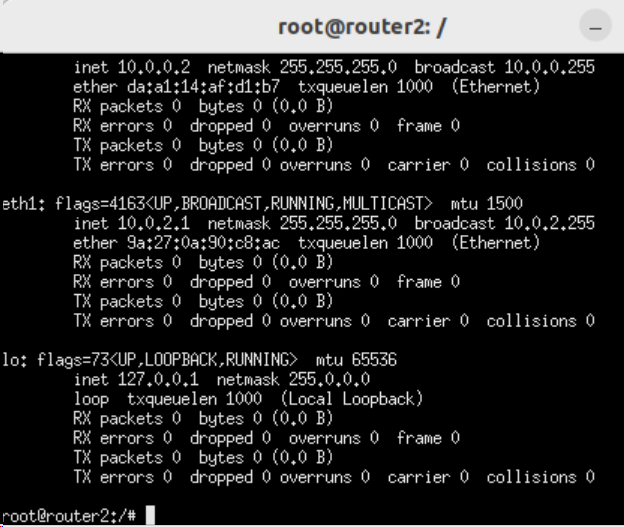 root@router2: /
inet 10.0.0.2  netmask 255.255.255.0  broadcast 10.0.0.255
ether da:a1:14:af:d1:b7  txqueuelen 1000  (Ethernet)
RX packets 0  bytes 0 (0.0 B)
RX errors 0  dropped 0  overruns 0  frame 0
TX packets 0  bytes 0 (0.0 B)
TX errors 0  dropped 0 overruns 0  carrier 0  collisions 0
eth1: flags=4163<UP,BROADCAST,RUNNING,MULTICAST>  mtu 1500
inet 10.0.2.1  netmask 255.255.255.0  broadcast 10.0.2.255
ether 9a:27:0a:90:c8:ac  txqueuelen 1000  (Ethernet)
RX packets 0  bytes 0 (0.0 B)
RX errors 0  dropped 0  overruns 0  frame 0
TX packets 0  bytes 0 (0.0 B)
TX errors 0  dropped 0 overruns 0  carrier 0  collisions 0
lo: flags=73<UP,LOOPBACK,RUNNING>  mtu 65536
inet 127.0.0.1  netmask 255.0.0.0
loop  txqueuelen 1000  (Local Loopback)
RX packets 0  bytes 0 (0.0 B)
RX errors 0  dropped 0  overruns 0  frame 0
TX packets 0  bytes 0 (0.0 B)
TX errors 0  dropped 0 overruns 0  carrier 0  collisions 0
root@router2:/#